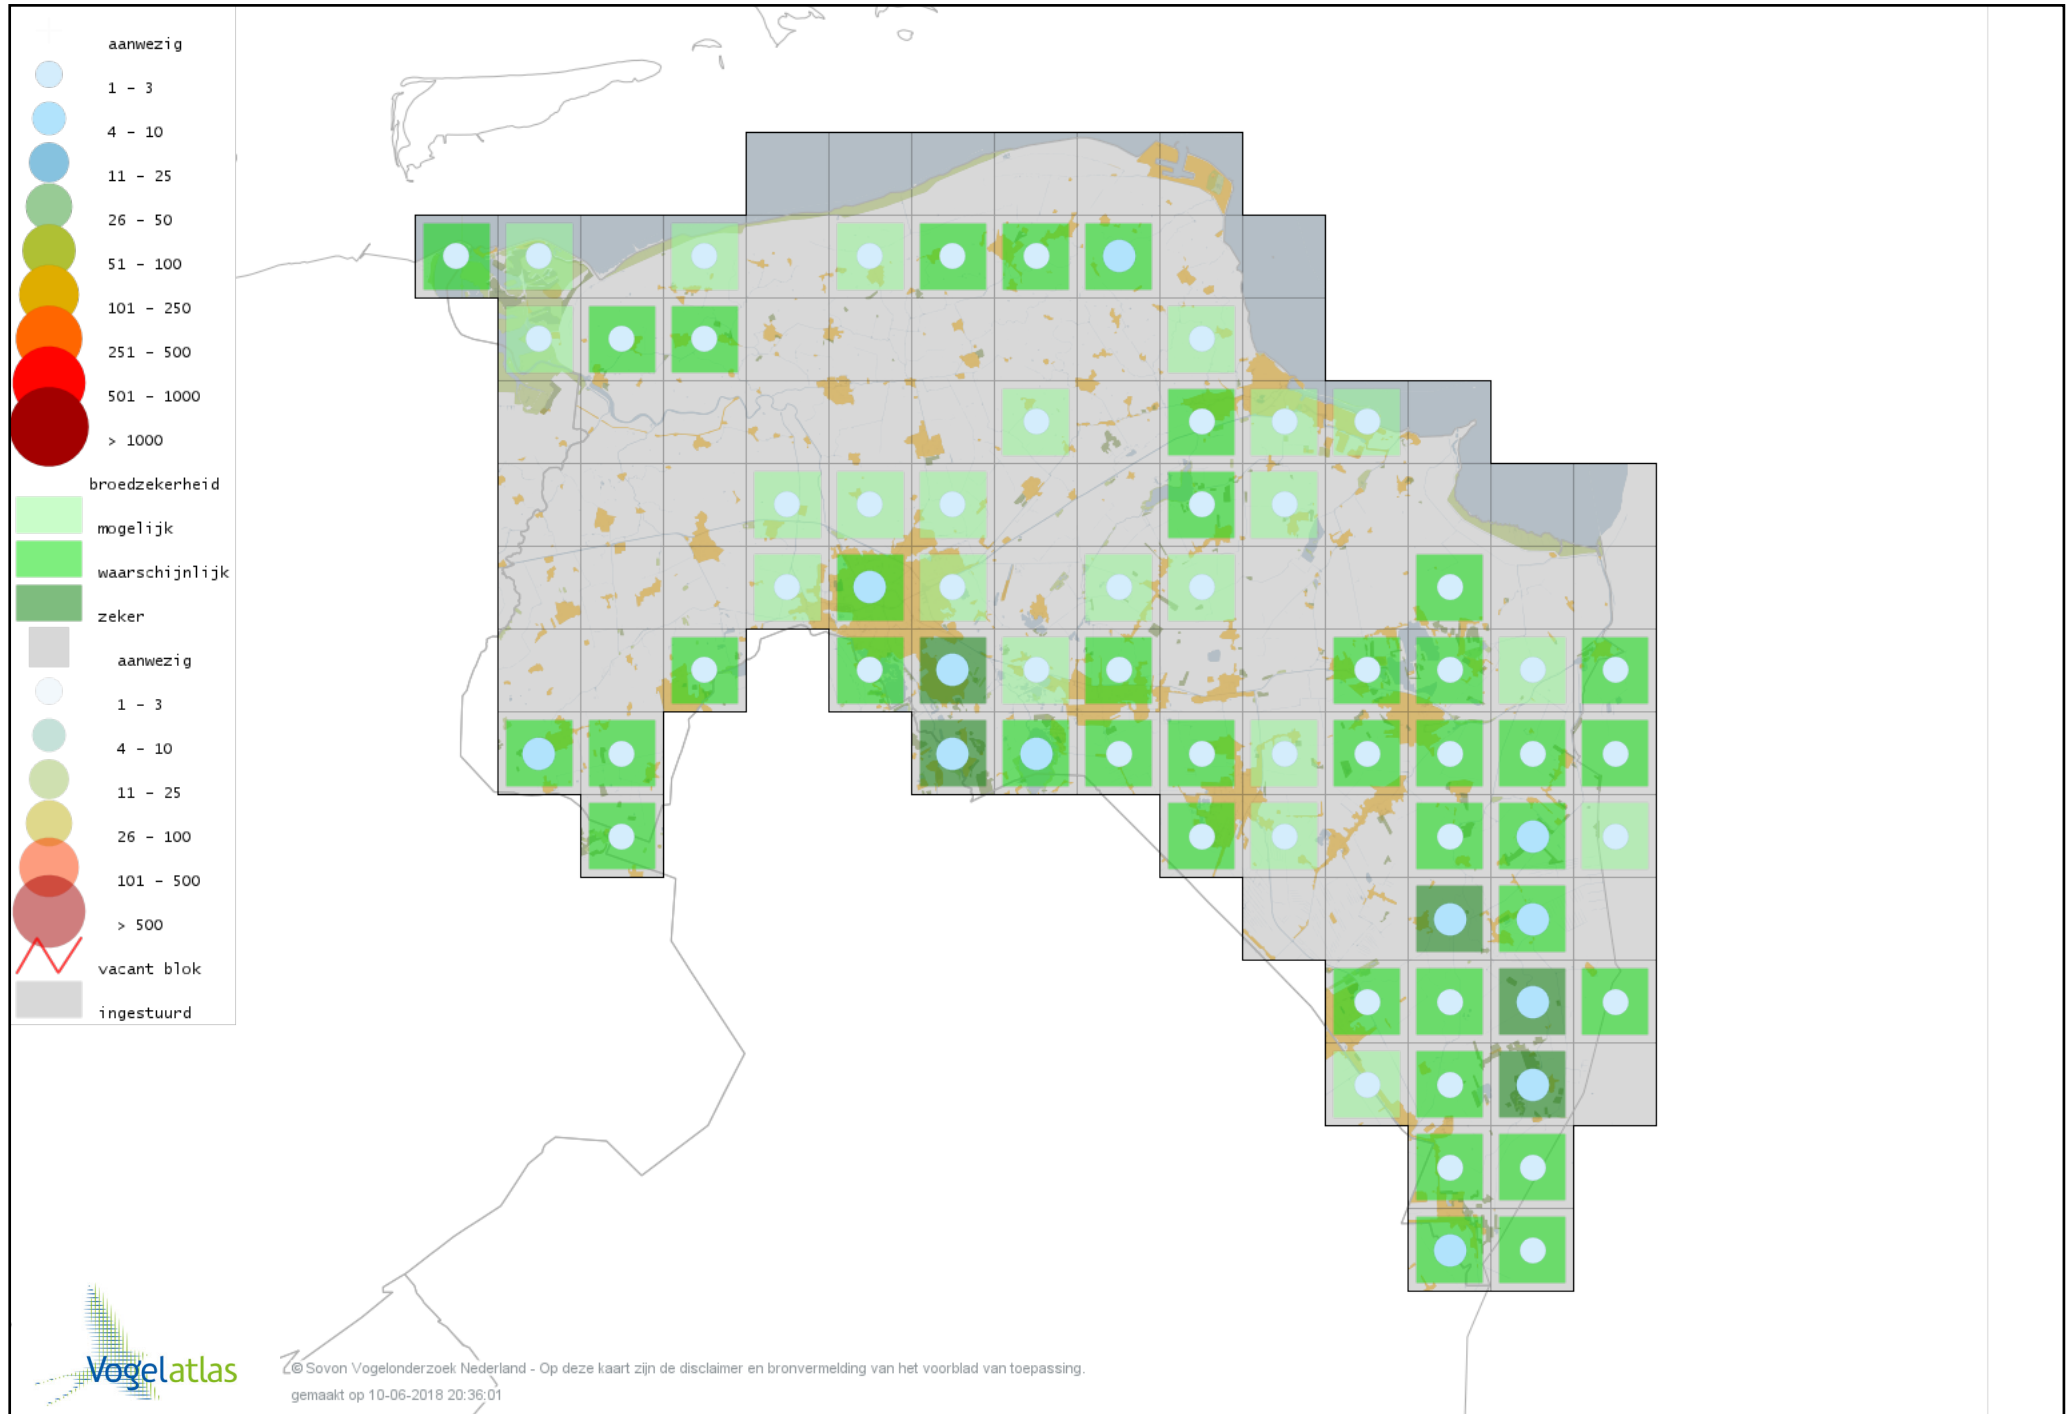 aanwezig
1 - 3
4 - 10
11 - 25
26 - 50
51 - 100
101 - 250
251 - 500
501 - 1000
> 1000
broedzekerheid
mogelijk
waarschijnlijk
zeker
aanwezig
1 - 3
4 - 10
11 - 25
26 - 100
101 - 500
> 500
vacant blok
ingestuurd
Vogelatlas
© Sovon Vogelonderzoek Nederland - Op deze kaart zijn de disclaimer en bronvermelding van het voorblad van toepassing.
gemaakt op 10-06-2018 20:36:01